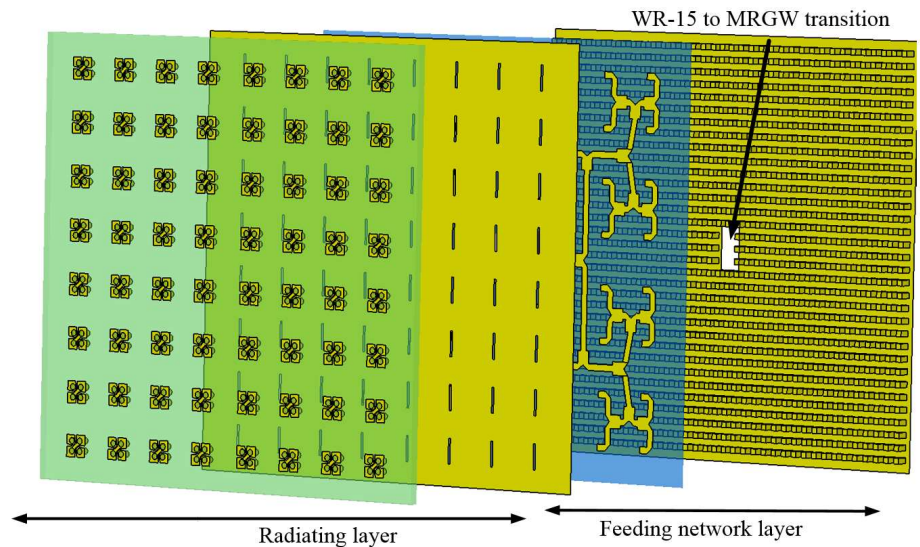 WR-15 to MRGW transition
Radiating layer
Feeding network layer